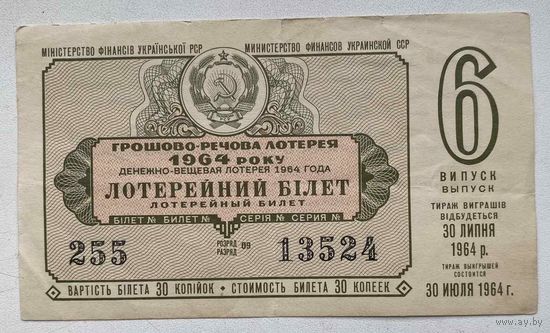 МІНІСТЕРСТВО ФІНАНСІВ УКРАЇНСЬКОЇ РСР
МИНИСТЕРСТВО ФИНАНСОВ УКРАИНСКОЙ ССР
ГРОШОВО-РЕЧОВА ЛОТЕРЕЯ
1964 РОКУ
ДЕНЕЖНО-ВЕЩЕВАЯ ЛОТЕРЕЯ 1964 ГОДА
ЛОТЕРЕЙНИЙ БІЛЕТ
ЛОТЕРЕЙНЫЙ БИЛЕТ
БІЛЕТ № БИЛЕТ № СЕРІЯ № СЕРИЯ №
255 РОЗРЯД РАЗРЯД 09 13524
ВАРТІСТЬ БІЛЕТА 30 КОПІЙОК • СТОИМОСТЬ БИЛЕТА 30 КОПЕЕК
6
ВИПУСК
ВЫПУСК
ТИРАЖ ВИГРАШІВ
ВІДБУДЕТЬСЯ
30 ЛИПНЯ
1964 р.
ТИРАЖ ВЫИГРЫШЕЙ
СОСТОИТСЯ
30 ИЮЛЯ 1964 г.
www.ay.by